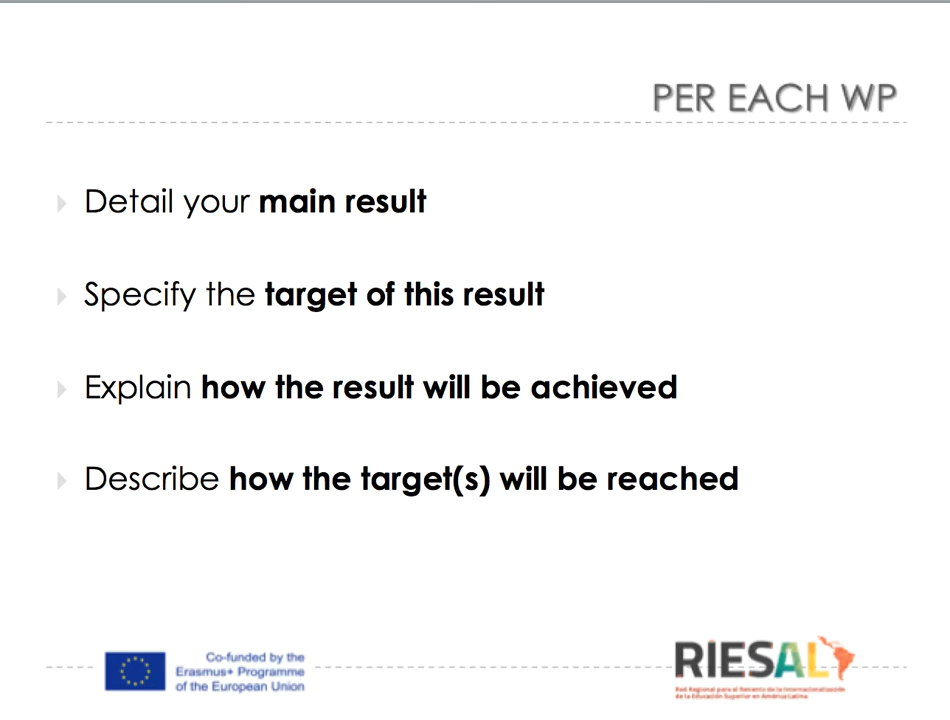 PER EACH WP
Detail your main result
Specify the target of this result
Explain how the result will be achieved
Describe how the target(s) will be reached
Co-funded by the
Erasmus+ Programme
of the European Union
RIESAL
Red Regional para el fomento de la Internacionalización
de la Educación Superior en América Latina